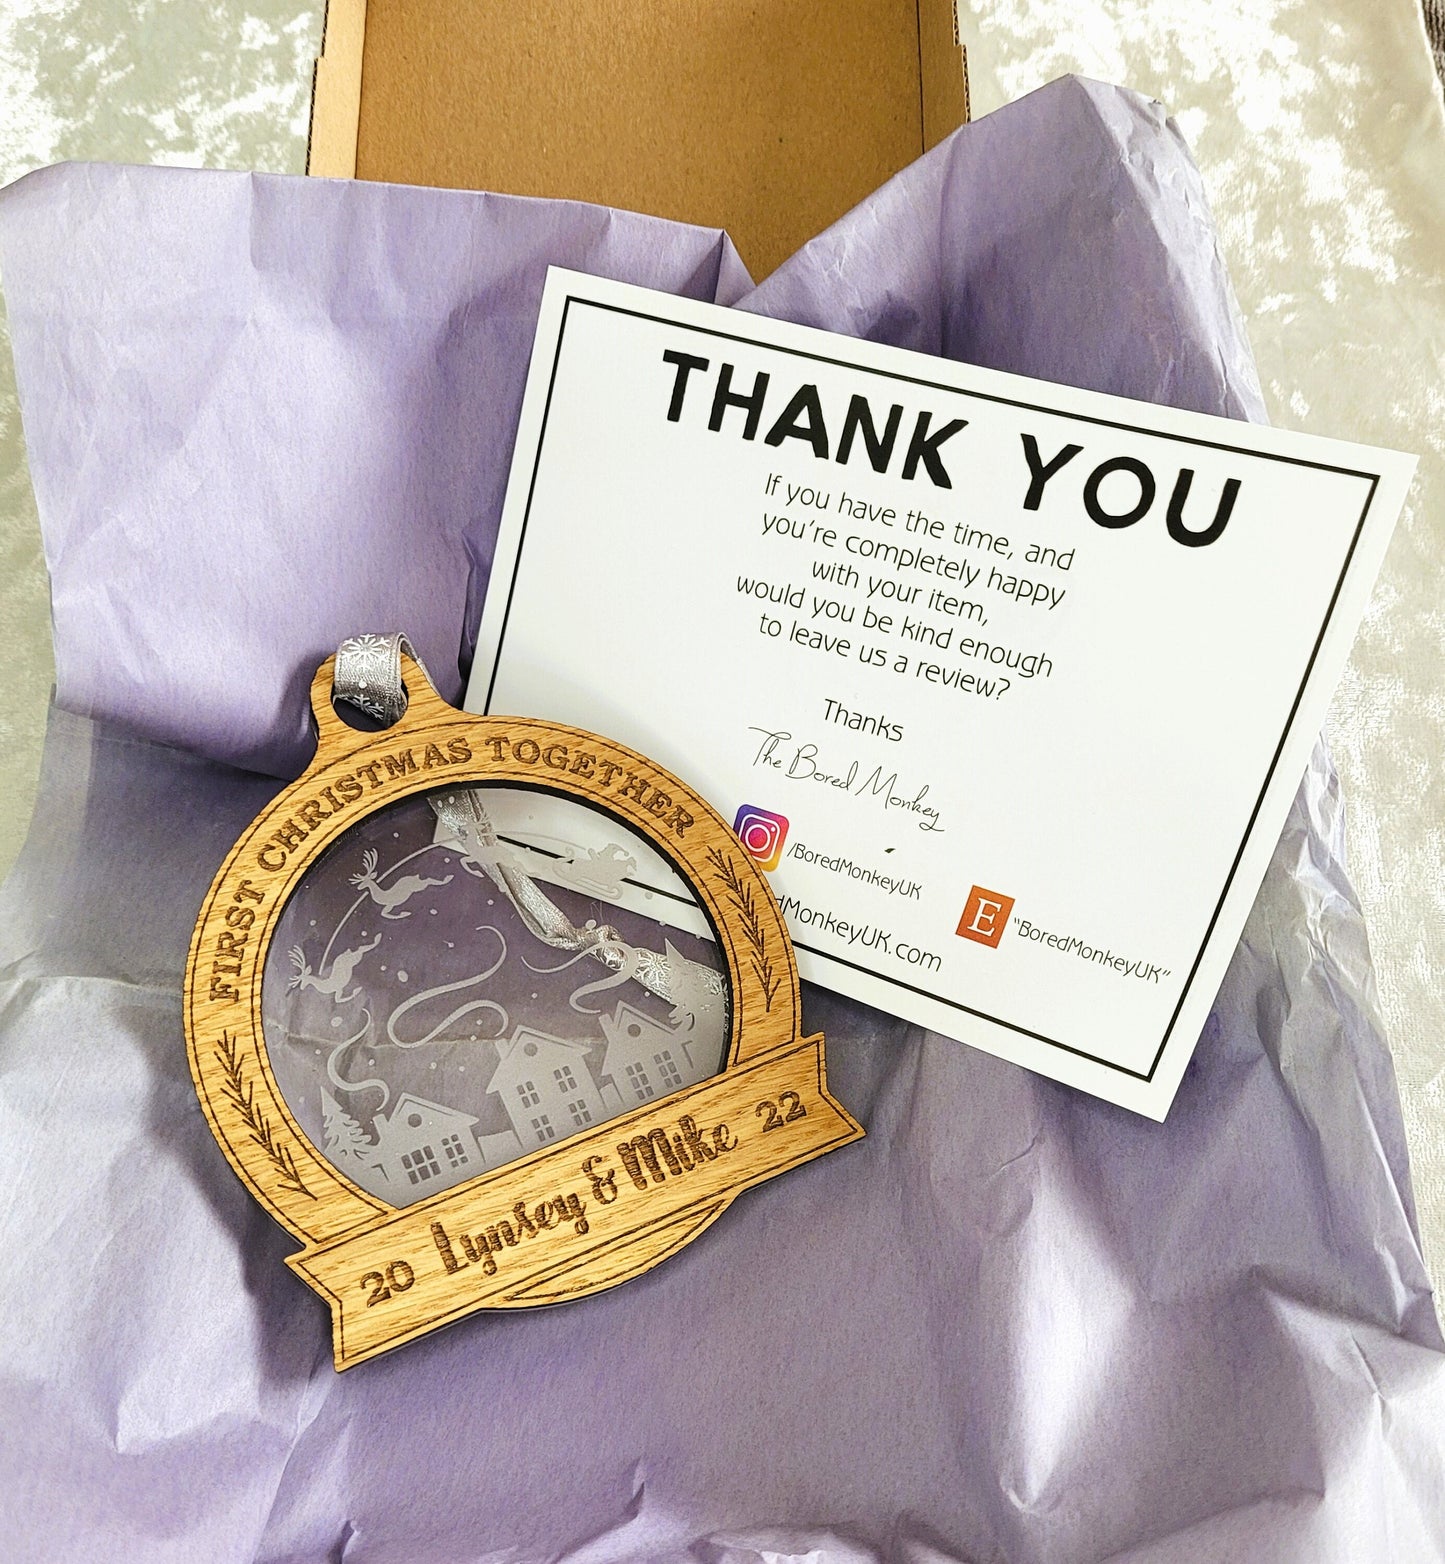 THANK YOU
If you have the time, and
you're completely happy
with your item,
would you be kind enough
to leave us a review?
Thanks
The Bored Monkey
/BoredMonkeyUK
E "BoredMonkeyUK"
dMonkeyUK.com
FIRST CHRISTMAS TOGETHER
20 Lynsey & Mike 22